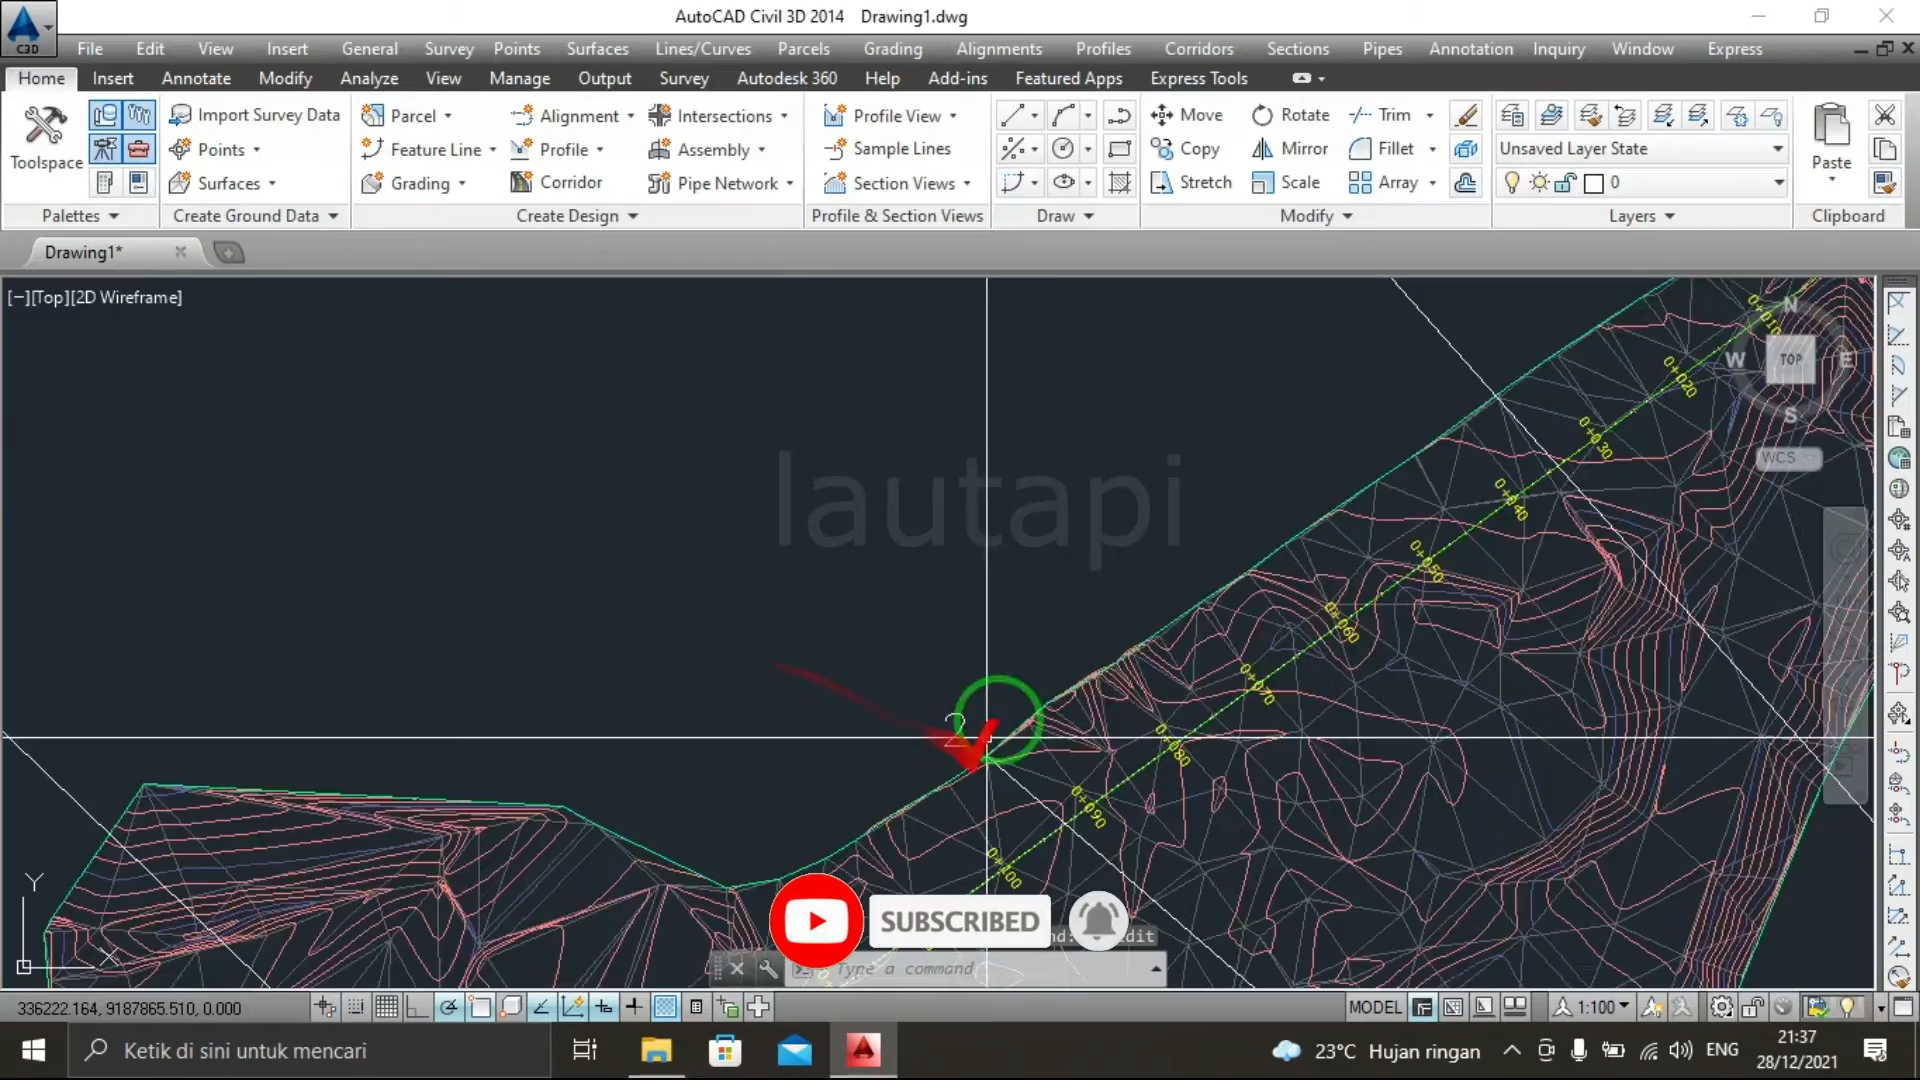 AutoCAD Civil 3D 2014 Drawing1.dwg
C3D
File Edit View Insert General Survey Points Surfaces Lines/Curves Parcels Grading Alignments Profiles Corridors Sections Pipes Annotation Inquiry Window Express
Home Insert Annotate Modify Analyze View Manage Output Survey Autodesk 360 Help Add-ins Featured Apps Express Tools
Import Survey Data Parcel Alignment Intersections Profile View Move Rotate Trim
Toolspace Points Feature Line Profile Assembly Sample Lines Copy Mirror Fillet Unsaved Layer State Paste
Surfaces Grading Corridor Pipe Network Section Views Stretch Scale Array 0
Palettes Create Ground Data Create Design Profile & Section Views Draw Modify Layers Clipboard
Drawing1*
[−][Top][2D Wireframe]
N
W TOP E
S
WCS
0+010
0+020
0+030
0+040
0+050
0+060
0+070
0+080
0+090
0+100
lautapi
2
Y
X
SUBSCRIBED
Type a command
336222.164, 9187865.510, 0.000 MODEL 1:100
Ketik di sini untuk mencari 23°C Hujan ringan ENG 21:37
28/12/2021